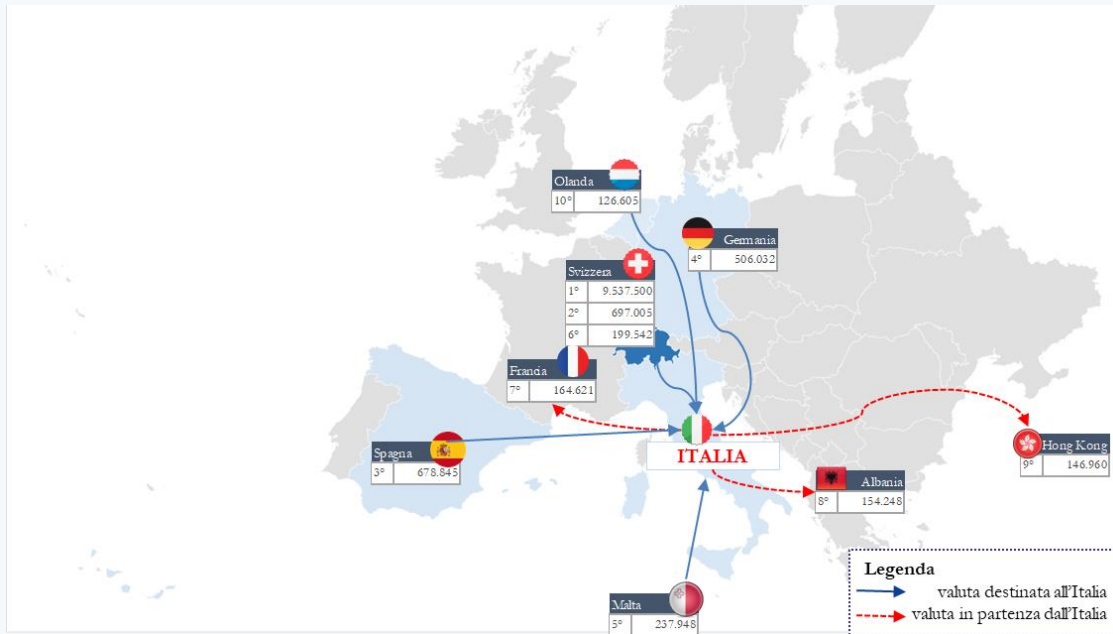 Olanda
10° 126.605
Germania
4° 506.032
Svizzera
1° 9.537.500
2° 697.005
6° 199.542
Francia
7° 164.621
Spagna
3° 678.845
ITALIA
Hong Kong
9° 146.960
Albania
8° 154.248
Malta
5° 237.948
Legenda
valuta destinata all'Italia
valuta in partenza dall'Italia